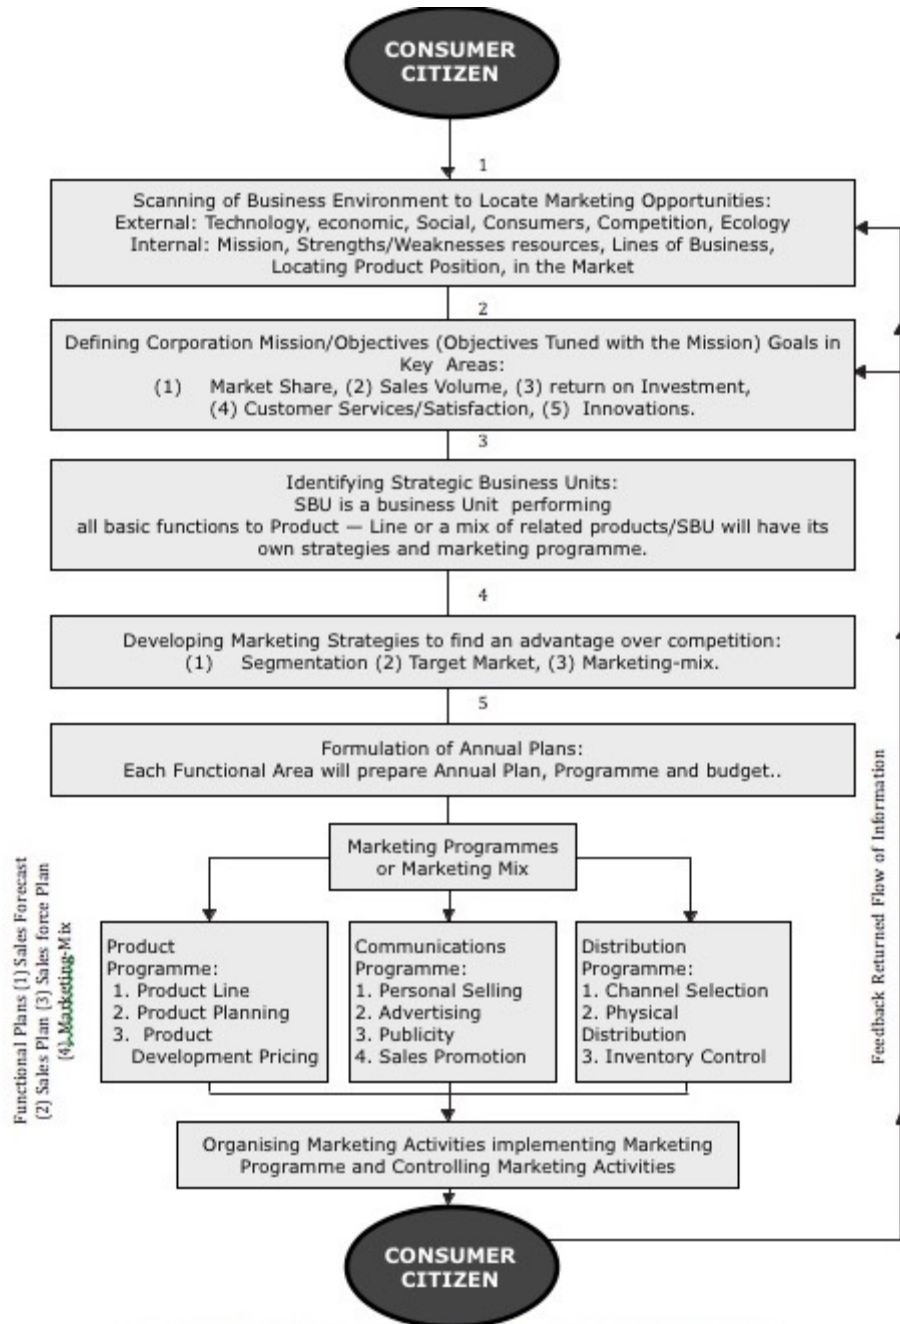 CONSUMER
CITIZEN
1
Scanning of Business Environment to Locate Marketing Opportunities:
External: Technology, economic, Social, Consumers, Competition, Ecology
Internal: Mission, Strengths/Weaknesses resources, Lines of Business,
Locating Product Position, in the Market
2
Defining Corporation Mission/Objectives (Objectives Tuned with the Mission) Goals in
Key Areas:
(1) Market Share, (2) Sales Volume, (3) return on Investment,
(4) Customer Services/Satisfaction, (5) Innovations.
3
Identifying Strategic Business Units:
SBU is a business Unit performing
all basic functions to Product — Line or a mix of related products/SBU will have its
own strategies and marketing programme.
4
Developing Marketing Strategies to find an advantage over competition:
(1) Segmentation (2) Target Market, (3) Marketing-mix.
5
Formulation of Annual Plans:
Each Functional Area will prepare Annual Plan, Programme and budget..
Marketing Programmes
or Marketing Mix
Functional Plans (1) Sales Forecast
(2) Sales Plan (3) Sales force Plan
(4) Marketing-Mix
Product
Programme:
1. Product Line
2. Product Planning
3. Product
Development Pricing
Communications
Programme:
1. Personal Selling
2. Advertising
3. Publicity
4. Sales Promotion
Distribution
Programme:
1. Channel Selection
2. Physical
Distribution
3. Inventory Control
Feedback Returned Flow of Information
Organising Marketing Activities implementing Marketing
Programme and Controlling Marketing Activities
CONSUMER
CITIZEN